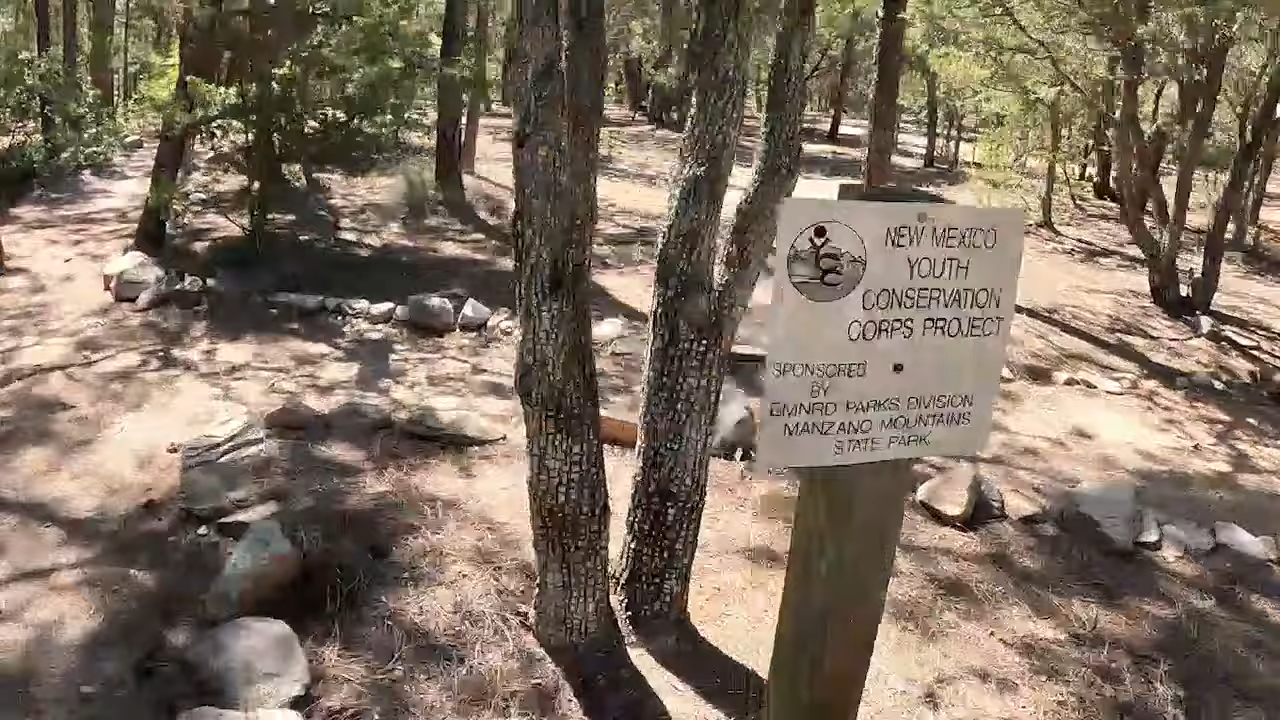 NEW MEXICO
YOUTH
CONSERVATION
CORPS PROJECT
SPONSORED
BY
EMNRD PARKS DIVISION
MANZANO MOUNTAINS
STATE PARK